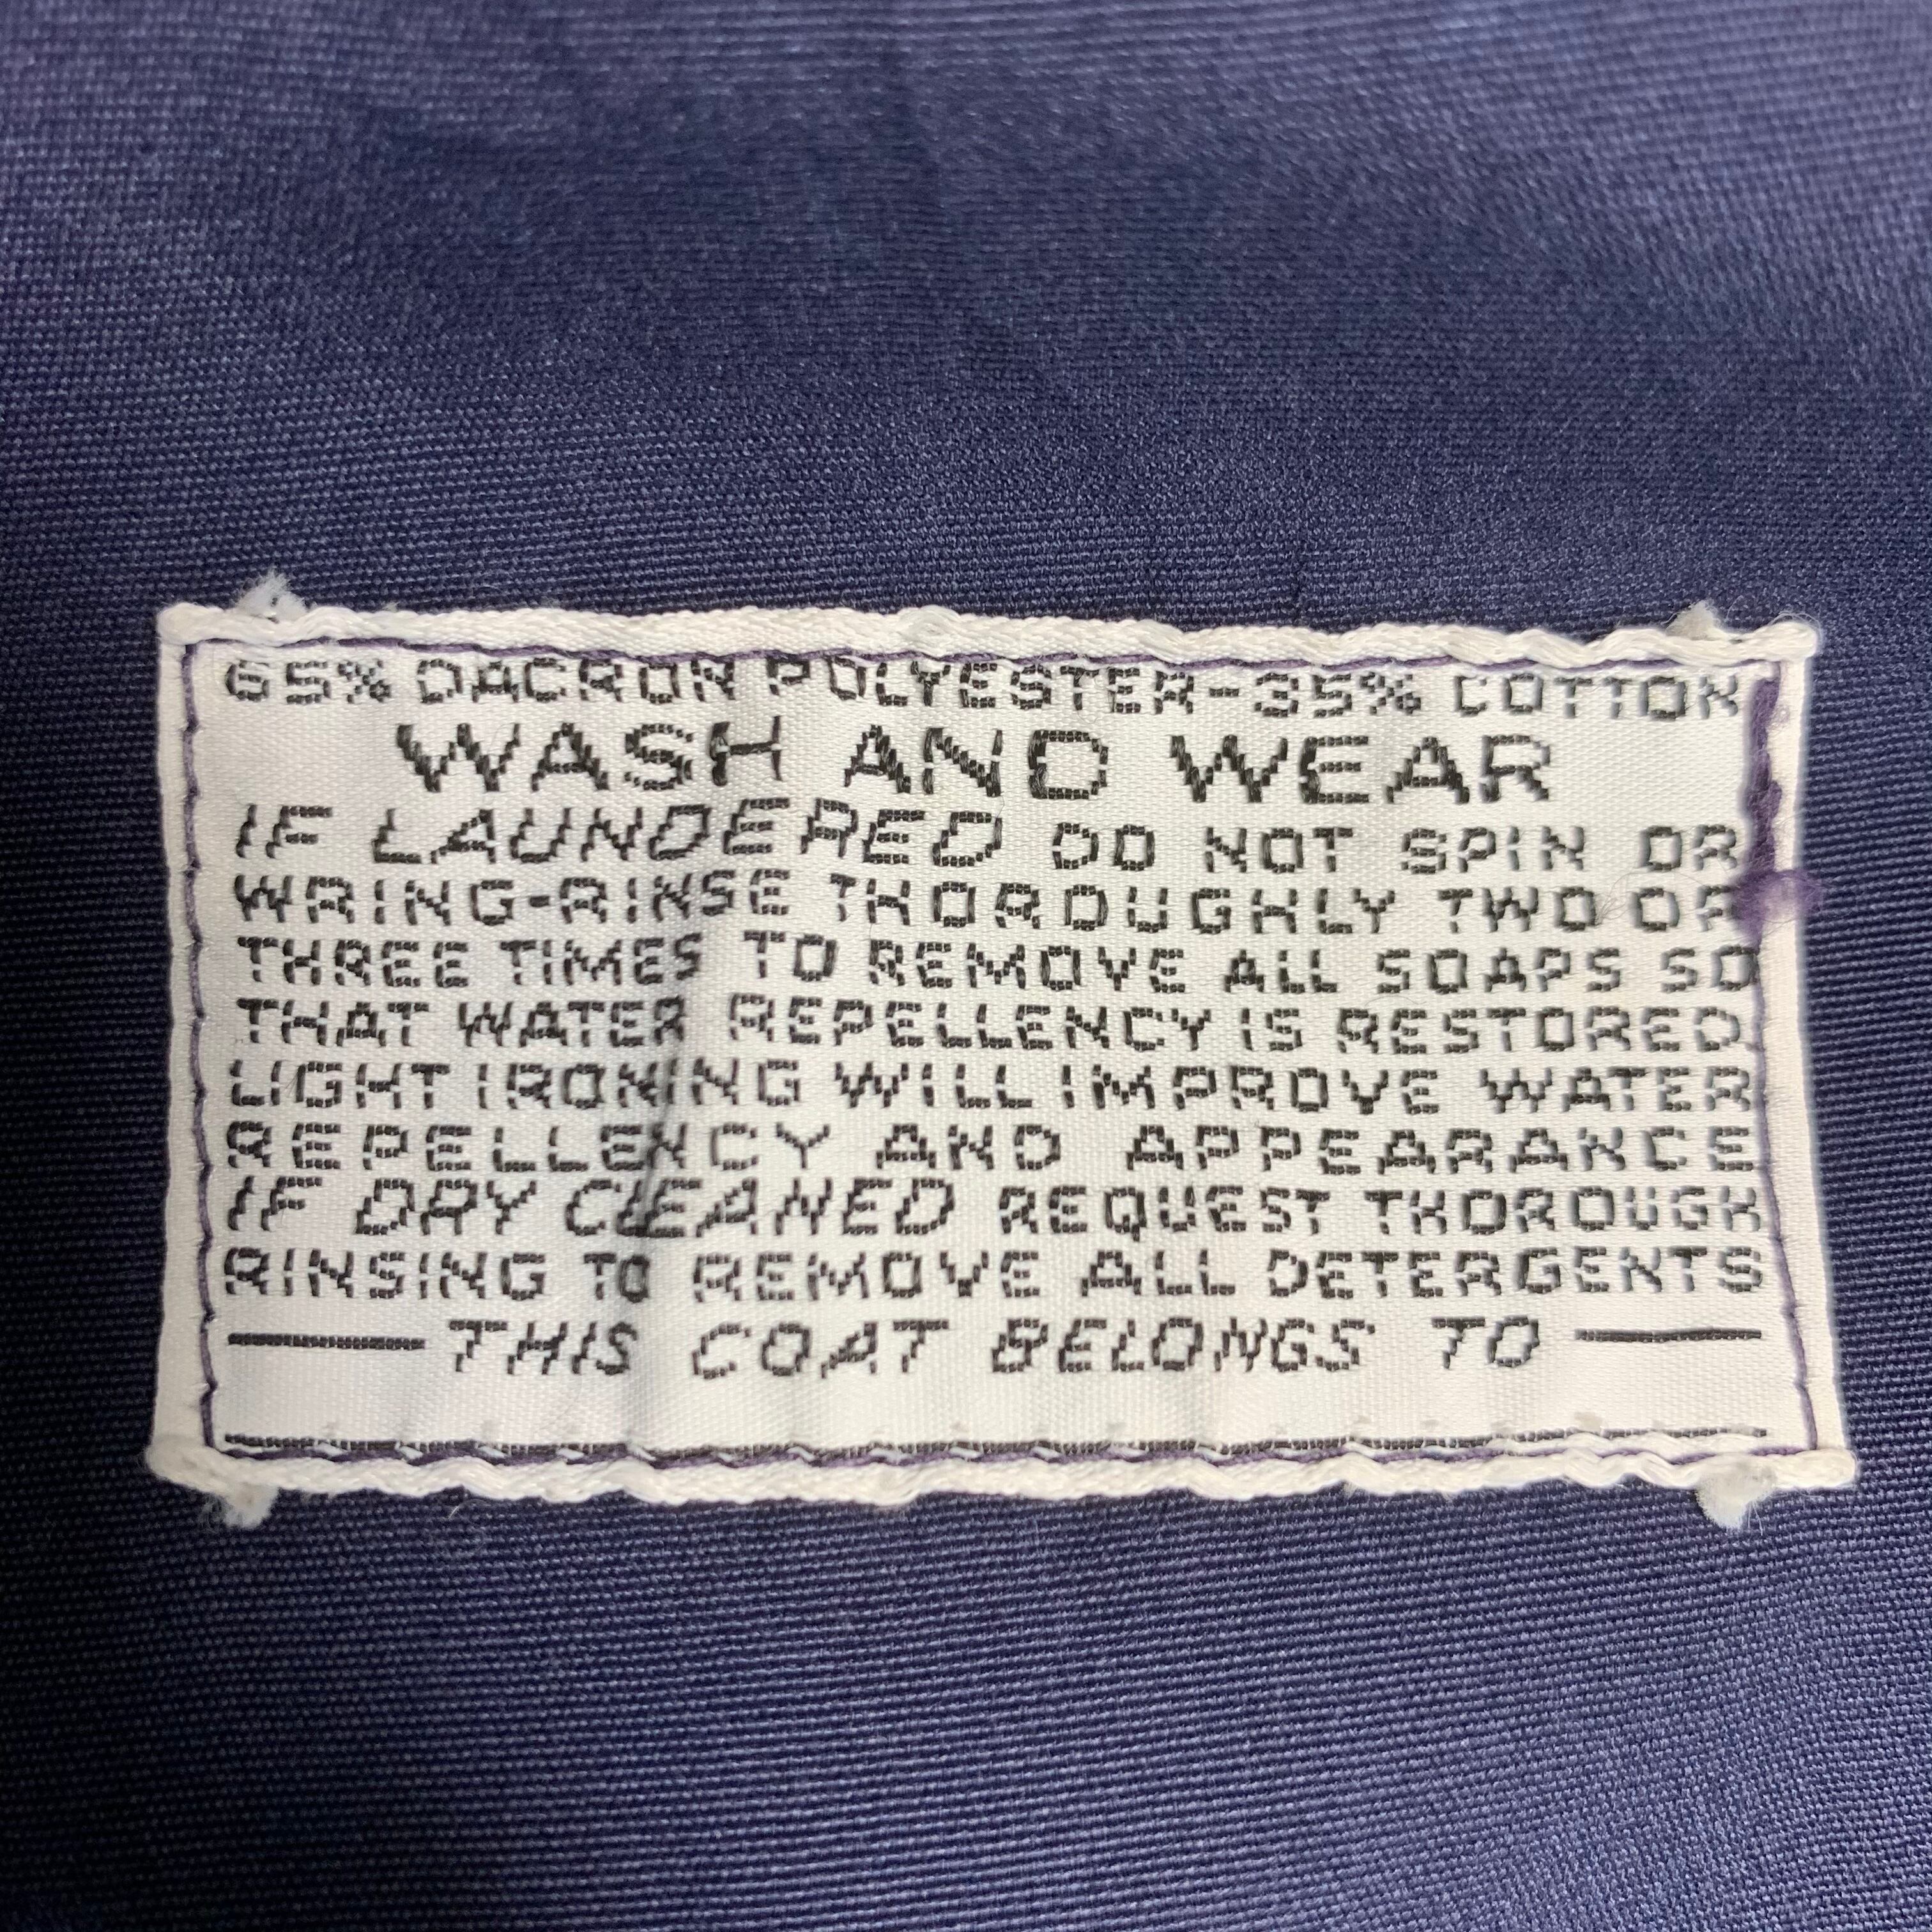 65% DACRON POLYESTER-35% COTTON
WASH AND WEAR
IF LAUNDERED DO NOT SPIN OR
WRING-RINSE THOROUGHLY TWO OR
THREE TIMES TO REMOVE ALL SOAPS SO
THAT WATER REPELLENCY IS RESTORED.
LIGHT IRONING WILL IMPROVE WATER
REPELLENCY AND APPEARANCE
IF DRY CLEANED REQUEST THOROUGH
RINSING TO REMOVE ALL DETERGENTS
THIS COAT BELONGS TO